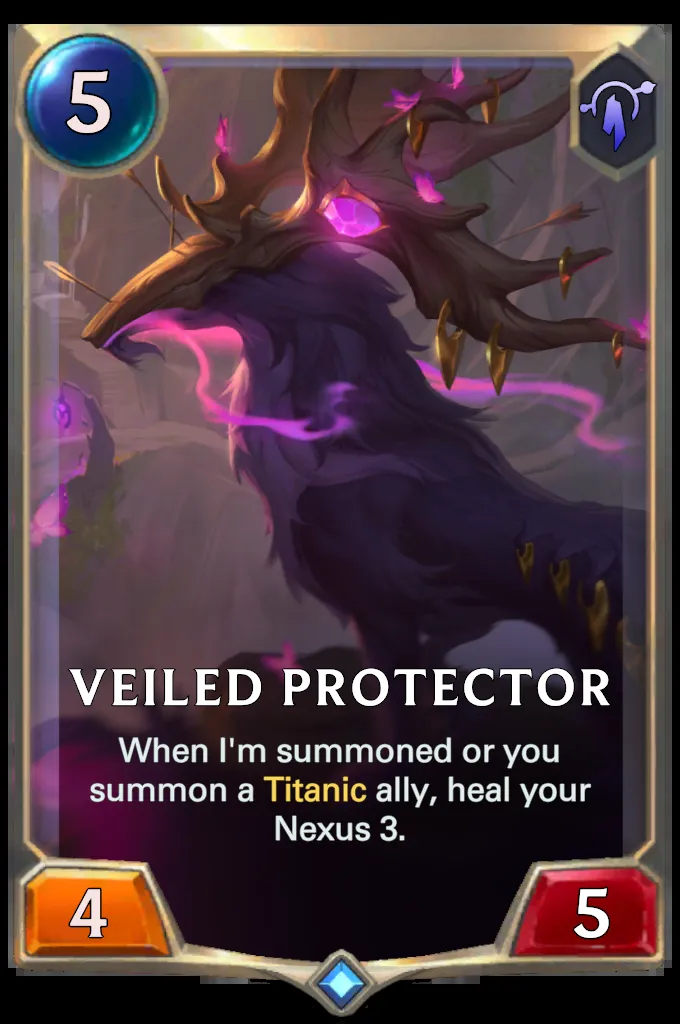 5
VEILED PROTECTOR
When I'm summoned or you
summon a Titanic ally, heal your
Nexus 3.
4
5